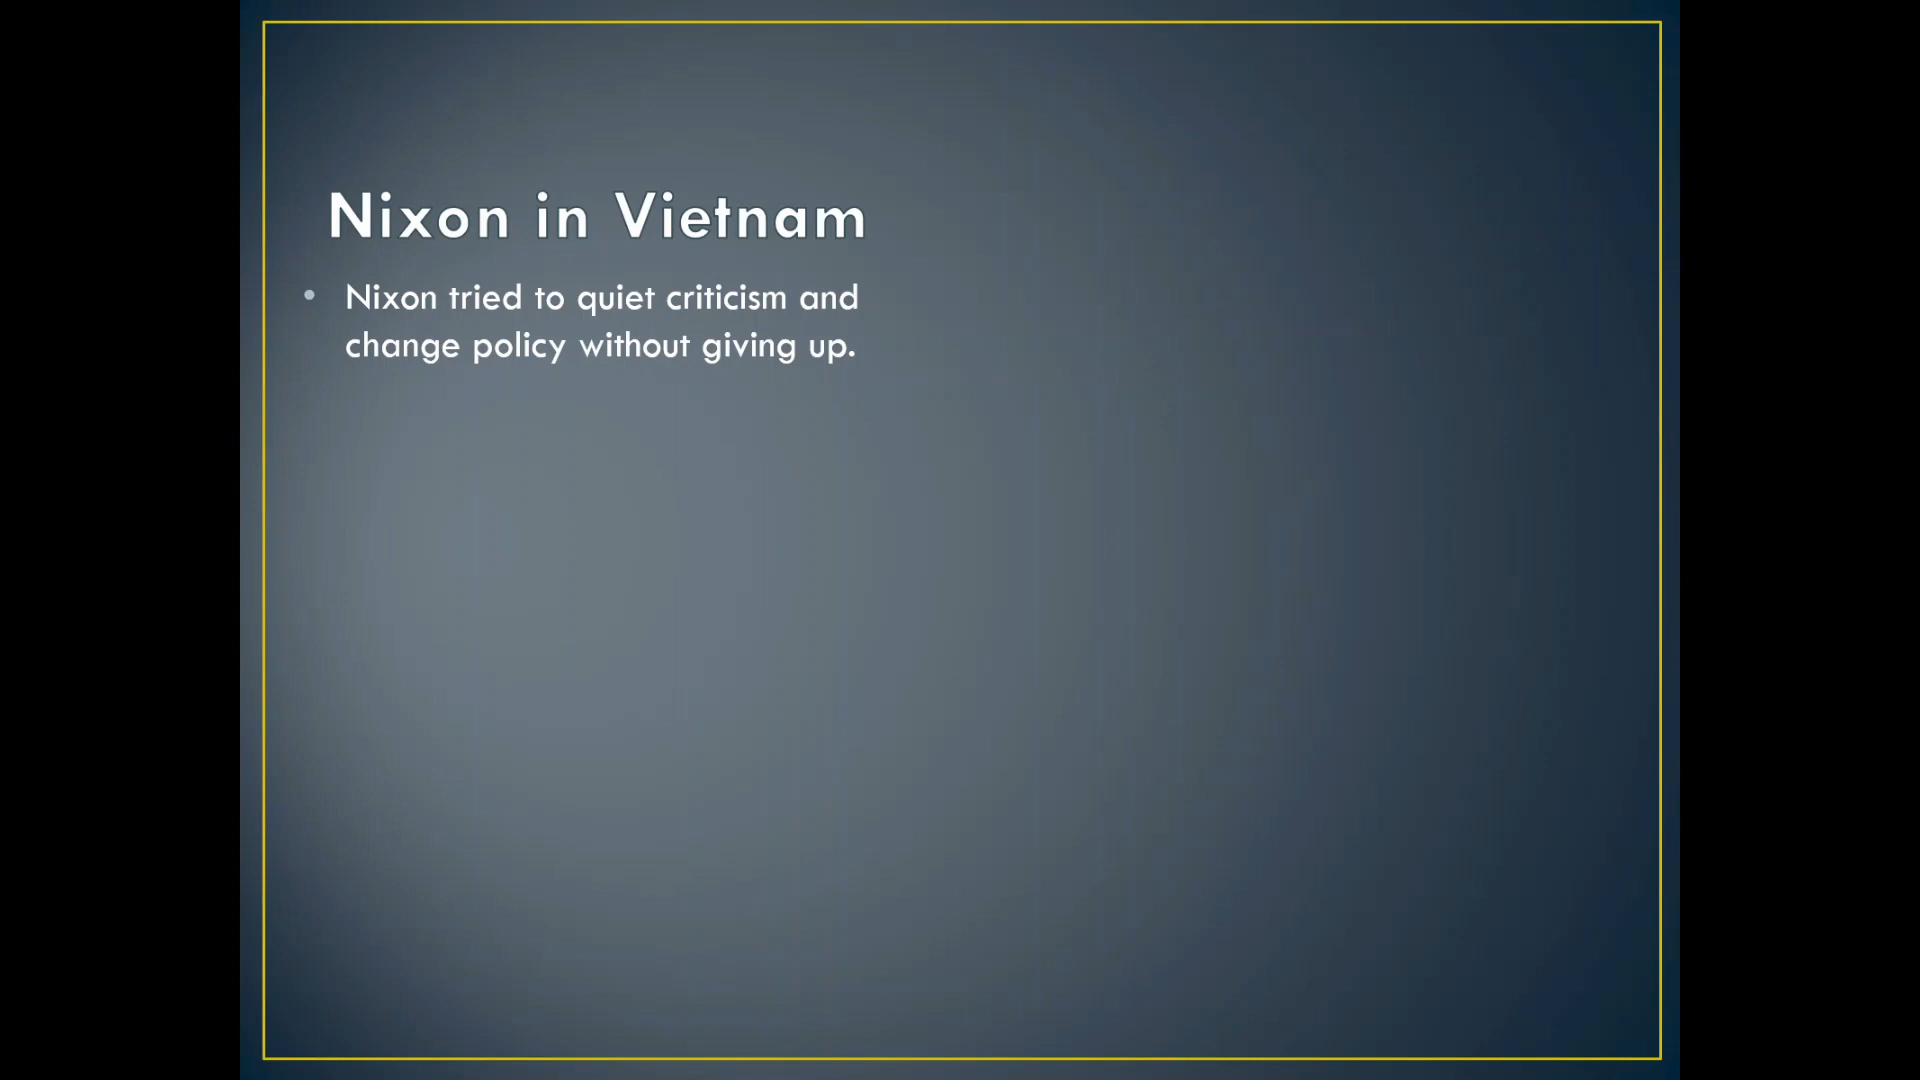 Nixon in Vietnam
• Nixon tried to quiet criticism and
change policy without giving up.